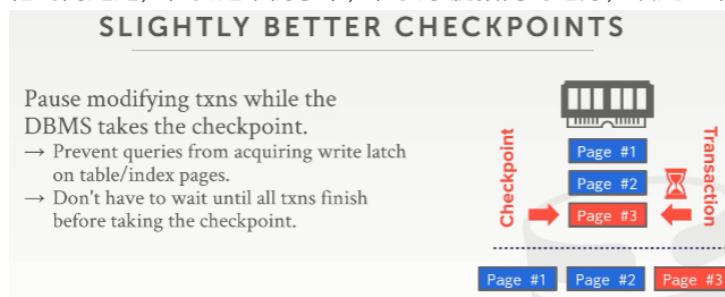 SLIGHTLY BETTER CHECKPOINTS
Pause modifying txns while the
DBMS takes the checkpoint.
→ Prevent queries from acquiring write latch
on table/index pages.
→ Don't have to wait until all txns finish
before taking the checkpoint.
Checkpoint
Page #1
Page #2
Page #3
Transaction
Page #1 Page #2 Page #3